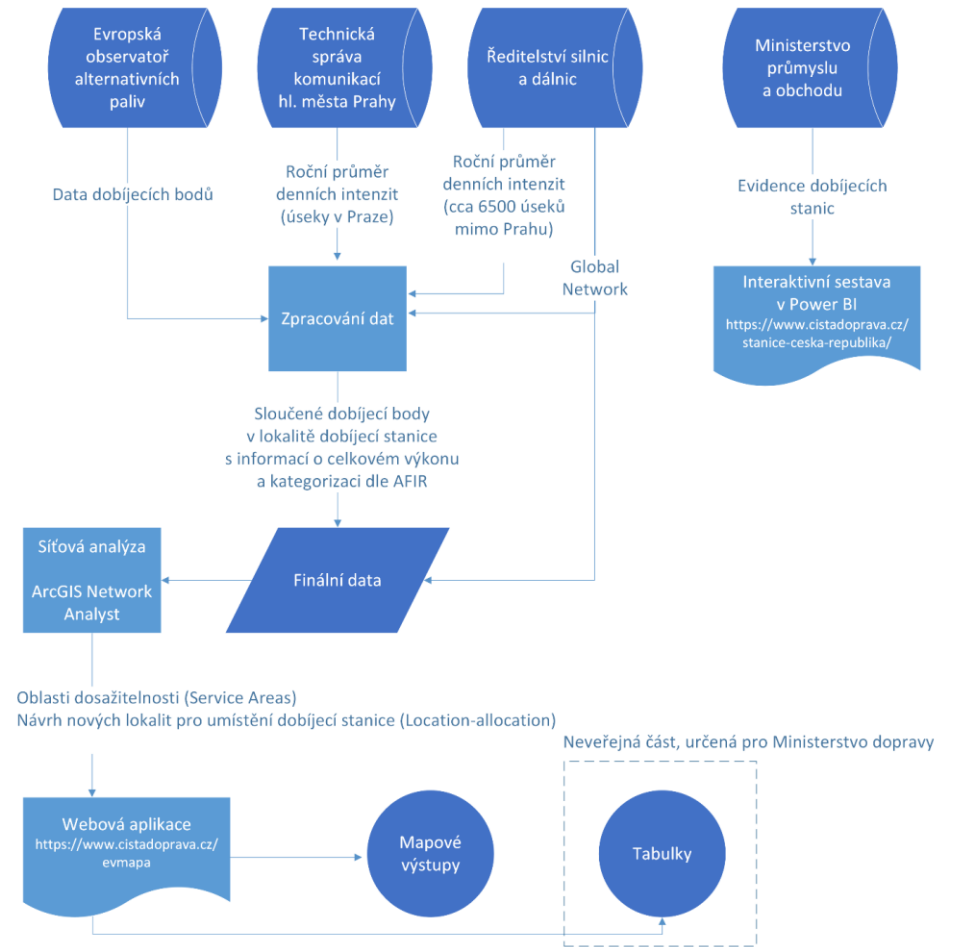 Evropská
observatoř
alternativních
paliv
Technická
správa
komunikací
hl. města Prahy
Ředitelství silnic
a dálnic
Ministerstvo
průmyslu
a obchodu
Data dobíjecích bodů
Roční průměr
denních intenzit
(úseky v Praze)
Roční průměr
denních intenzit
(cca 6500 úseků
mimo Prahu)
Global
Network
Evidence dobíjecích
stanic
Zpracování dat
Interaktivní sestava
v Power BI
https://www.cistadoprava.cz/
stanice-ceska-republika/
Sloučené dobíjecí body
v lokalitě dobíjecí stanice
s informací o celkovém výkonu
a kategorizaci dle AFIR
Síťová analýza
ArcGIS Network
Analyst
Finální data
Oblasti dosažitelnosti (Service Areas)
Návrh nových lokalit pro umístění dobíjecí stanice (Location-allocation)
Neveřejná část, určená pro Ministerstvo dopravy
Webová aplikace
https://www.cistadoprava.cz/
evmapa
Mapové
výstupy
Tabulky